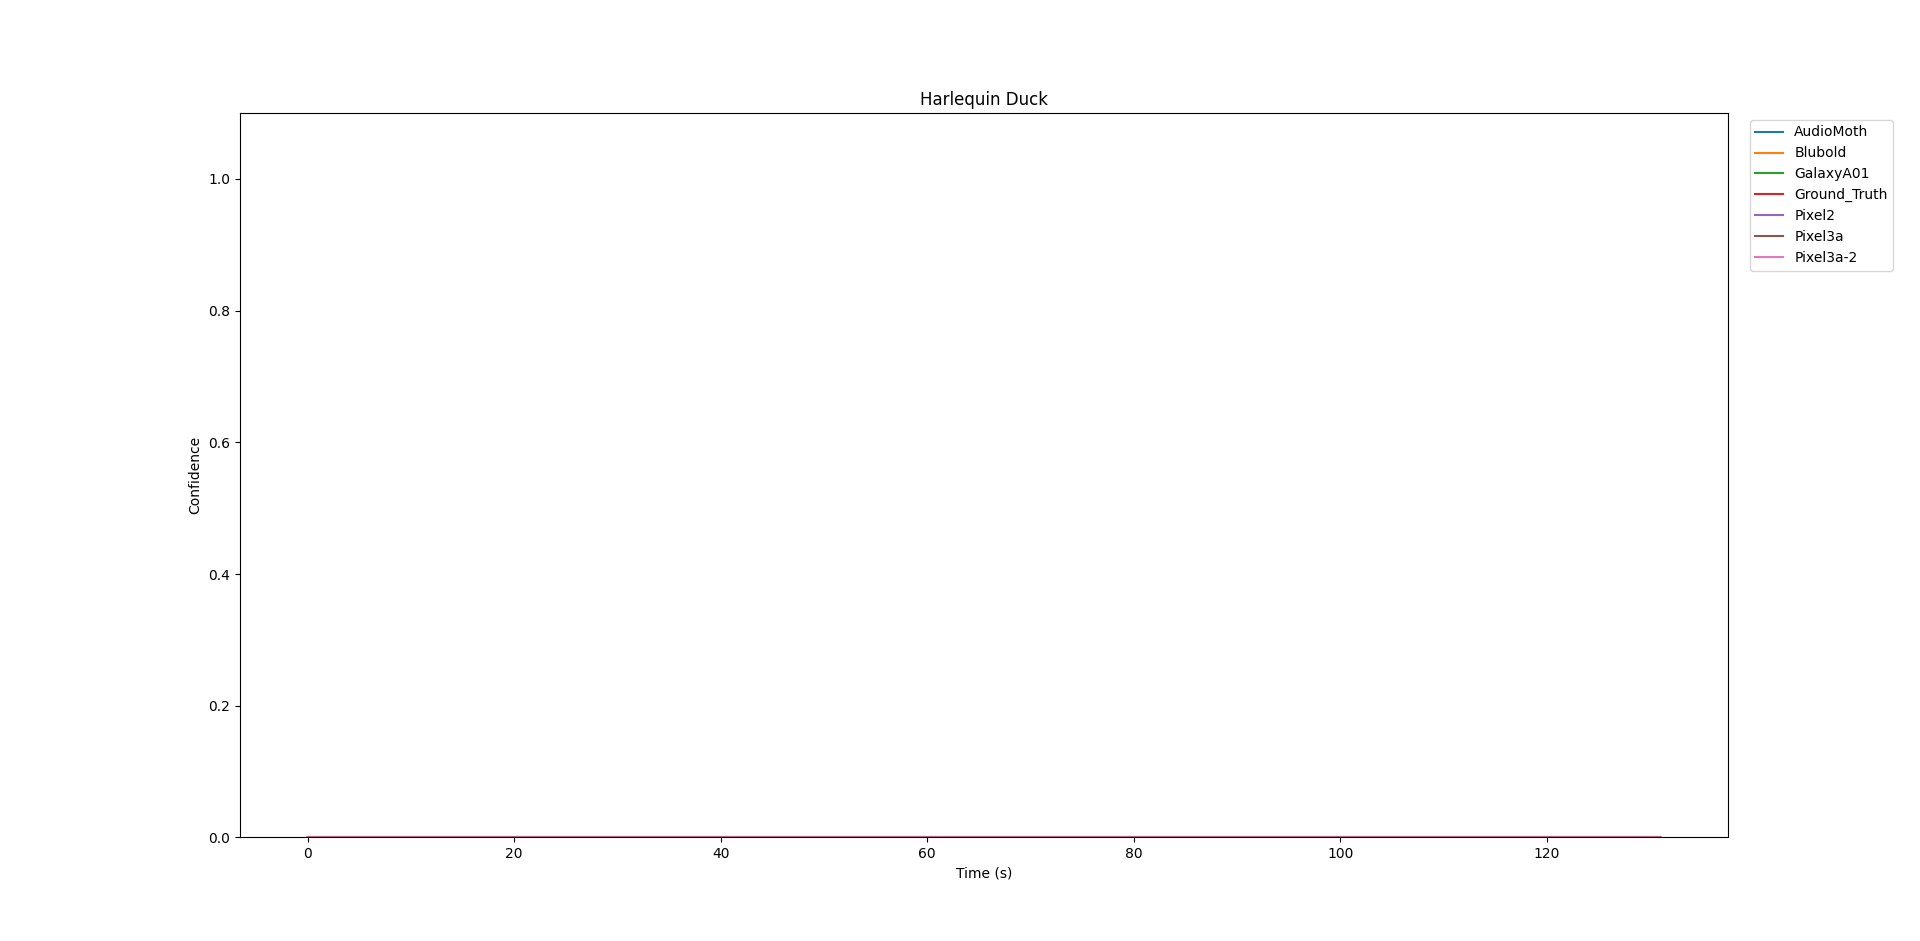 Harlequin Duck
AudioMoth
Blubold
GalaxyA01
Ground_Truth
Pixel2
Pixel3a
Pixel3a-2
1.0
0.8
0.6
0.4
0.2
0.0
Confidence
0 20 40 60 80 100 120
Time (s)